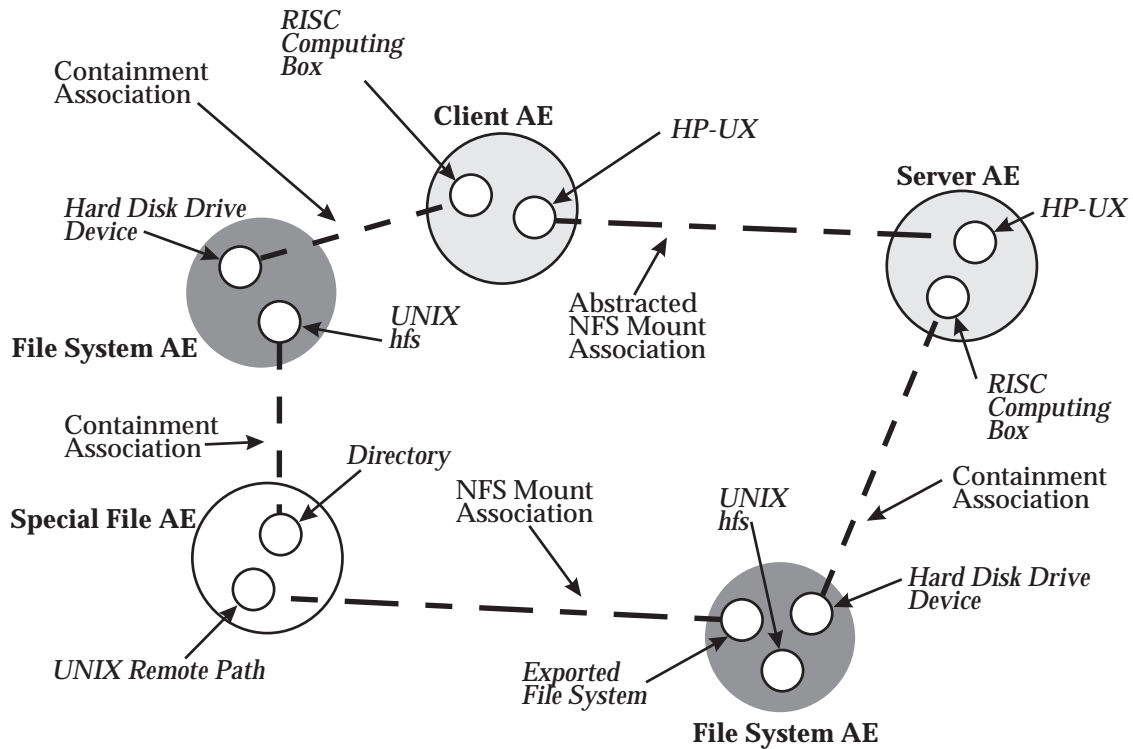 RISC
Computing
Box
Containment
Association
Client AE
HP-UX
Server AE
HP-UX
Hard Disk Drive
Device
Abstracted
NFS Mount
Association
UNIX
hfs
File System AE
RISC
Computing
Box
Containment
Association
Directory
NFS Mount
Association
UNIX
hfs
Containment
Association
Special File AE
Hard Disk Drive
Device
UNIX Remote Path
Exported
File System
File System AE